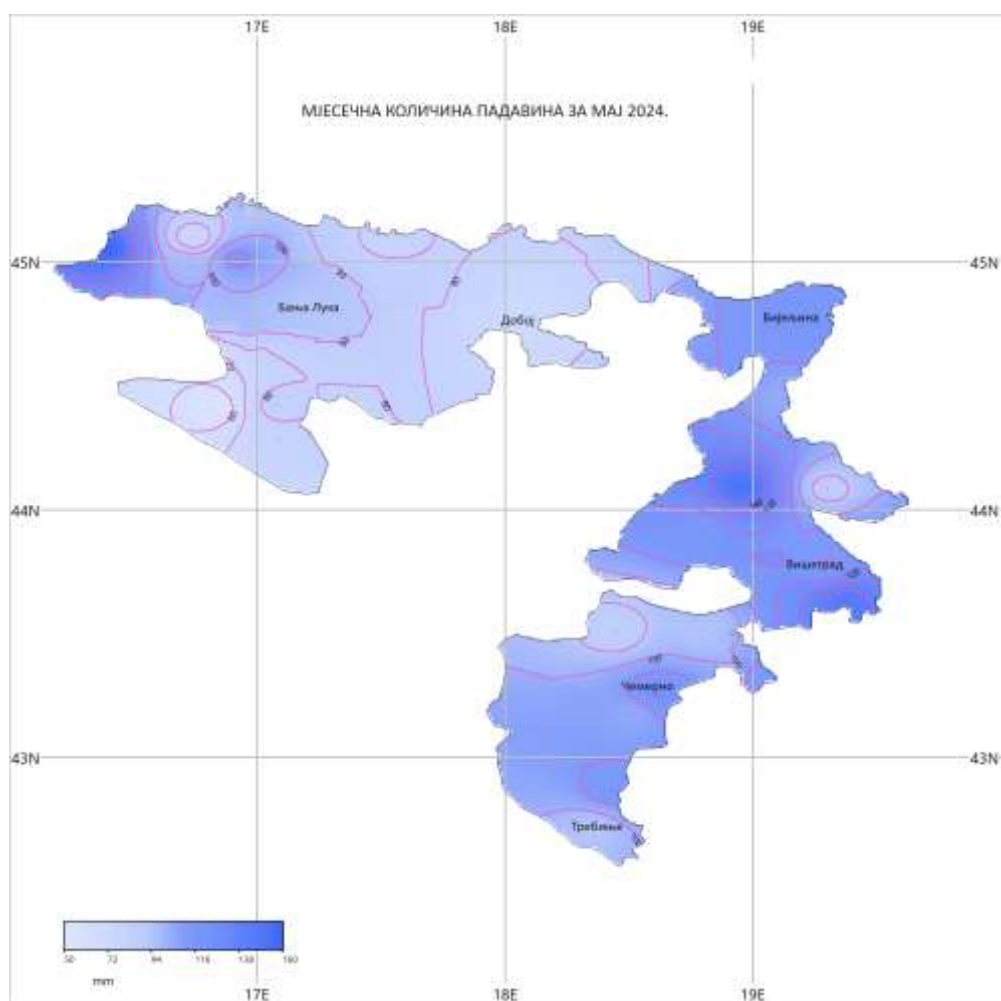 17E 18E 19E
МЈЕСЕЧНА КОЛИЧИНА ПАДАВИНА ЗА МАЈ 2024.
45N 45N
Бања Лука
Бијељина
Добој
44N 44N
Вишеград
100
Чемерно
43N 43N
Требиње
50 72 94 116 138 160
mm
17E 18E 19E